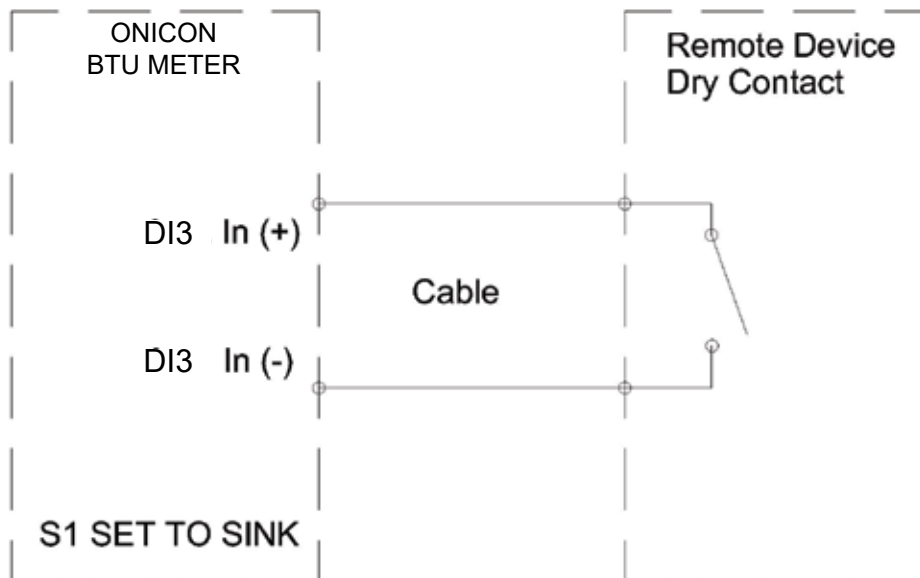 ONICON
BTU METER
Remote Device
Dry Contact
DI3 In (+)
Cable
DI3 In (-)
S1 SET TO SINK